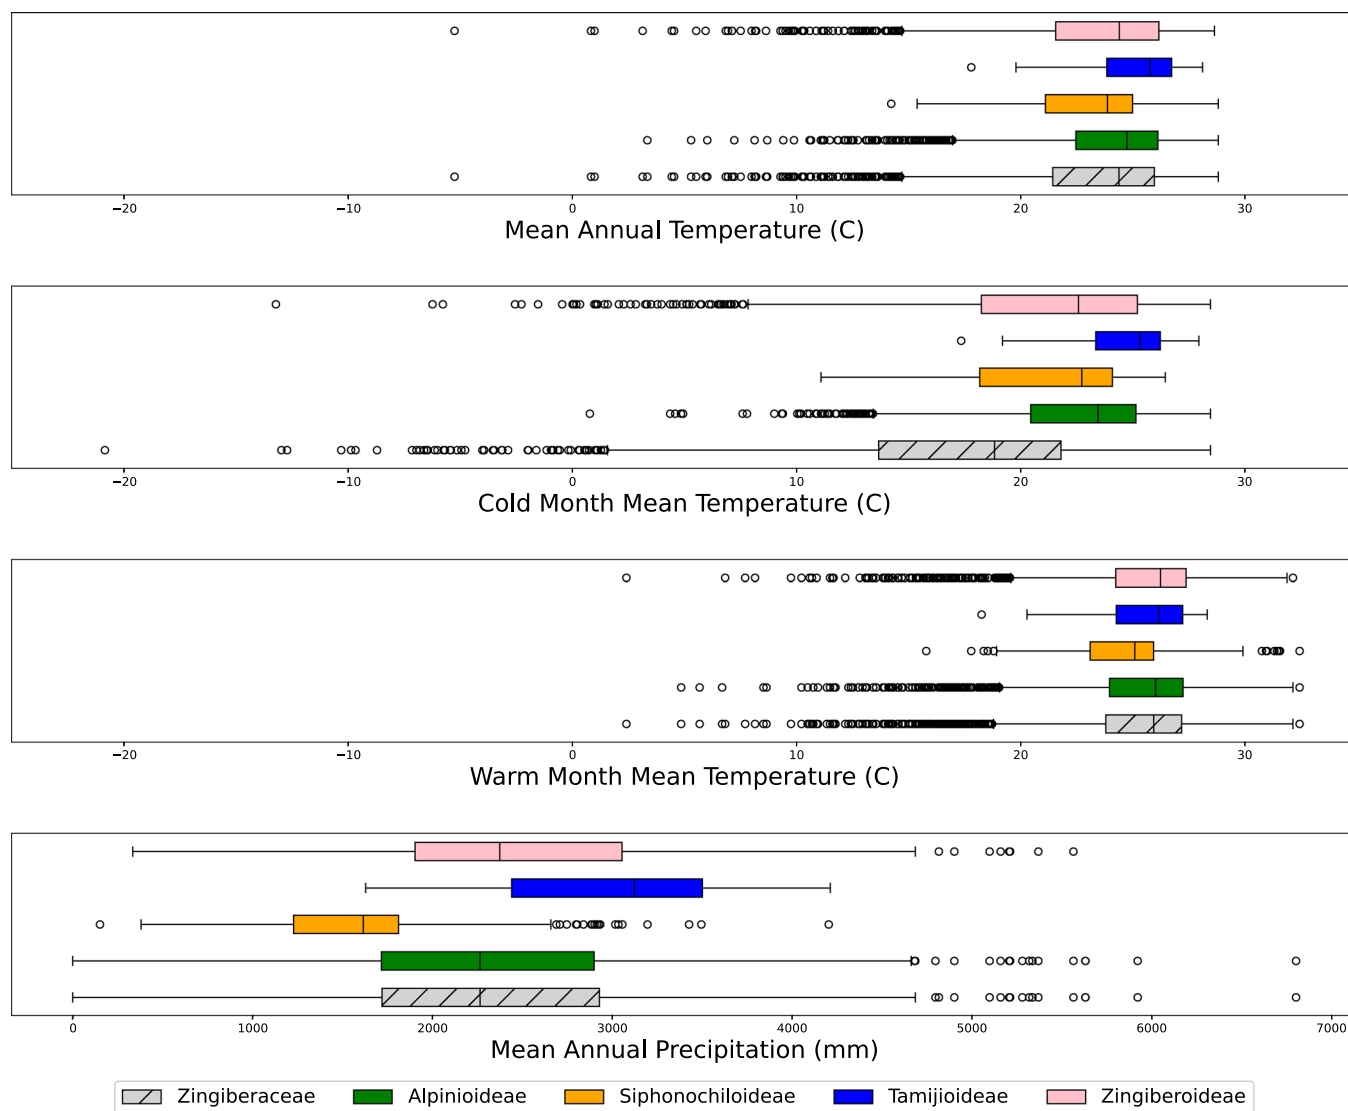 −20 −10 0 10 20 30
Mean Annual Temperature (C)
−20 −10 0 10 20 30
Cold Month Mean Temperature (C)
−20 −10 0 10 20 30
Warm Month Mean Temperature (C)
0 1000 2000 3000 4000 5000 6000 7000
Mean Annual Precipitation (mm)
Zingiberaceae Alpinioideae Siphonochiloideae Tamijioideae Zingiberoideae